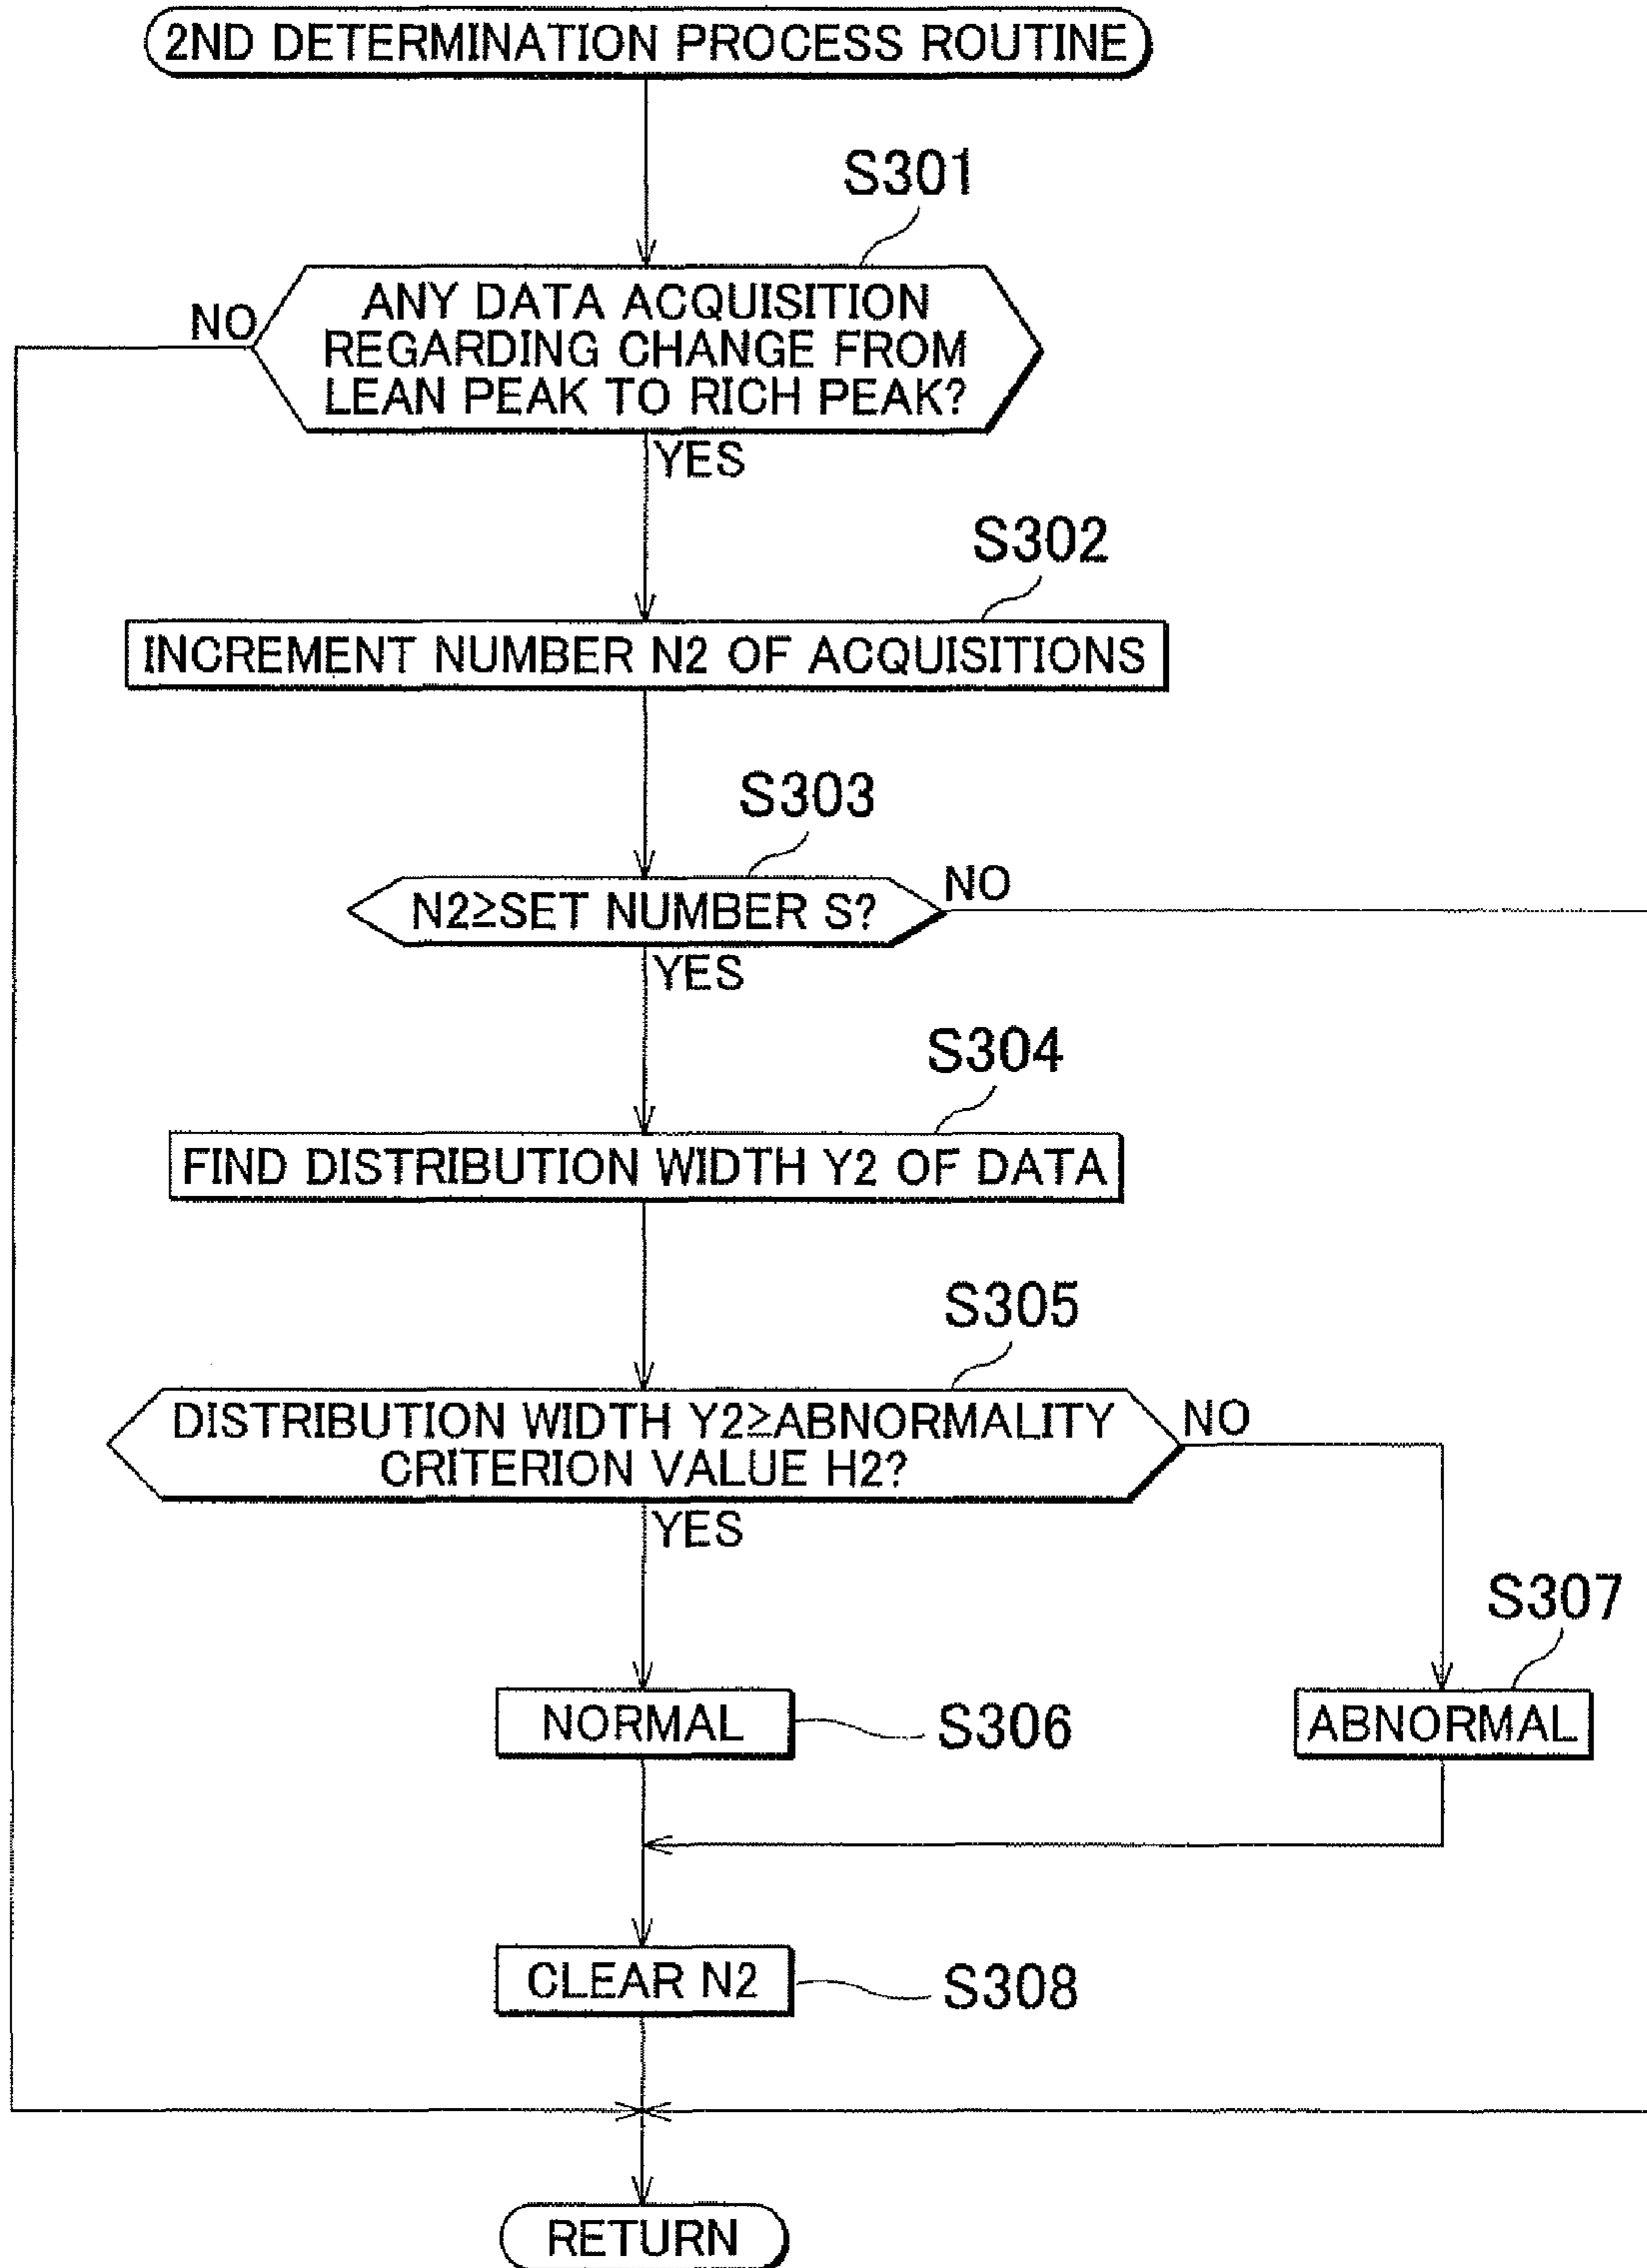 2ND DETERMINATION PROCESS ROUTINE
S301
ANY DATA ACQUISITION
REGARDING CHANGE FROM
LEAN PEAK TO RICH PEAK?
NO
YES
S302
INCREMENT NUMBER N2 OF ACQUISITIONS
S303
N2≥SET NUMBER S?
NO
YES
S304
FIND DISTRIBUTION WIDTH Y2 OF DATA
S305
DISTRIBUTION WIDTH Y2≥ABNORMALITY
CRITERION VALUE H2?
NO
YES
S307
NORMAL
S306
ABNORMAL
CLEAR N2
S308
RETURN